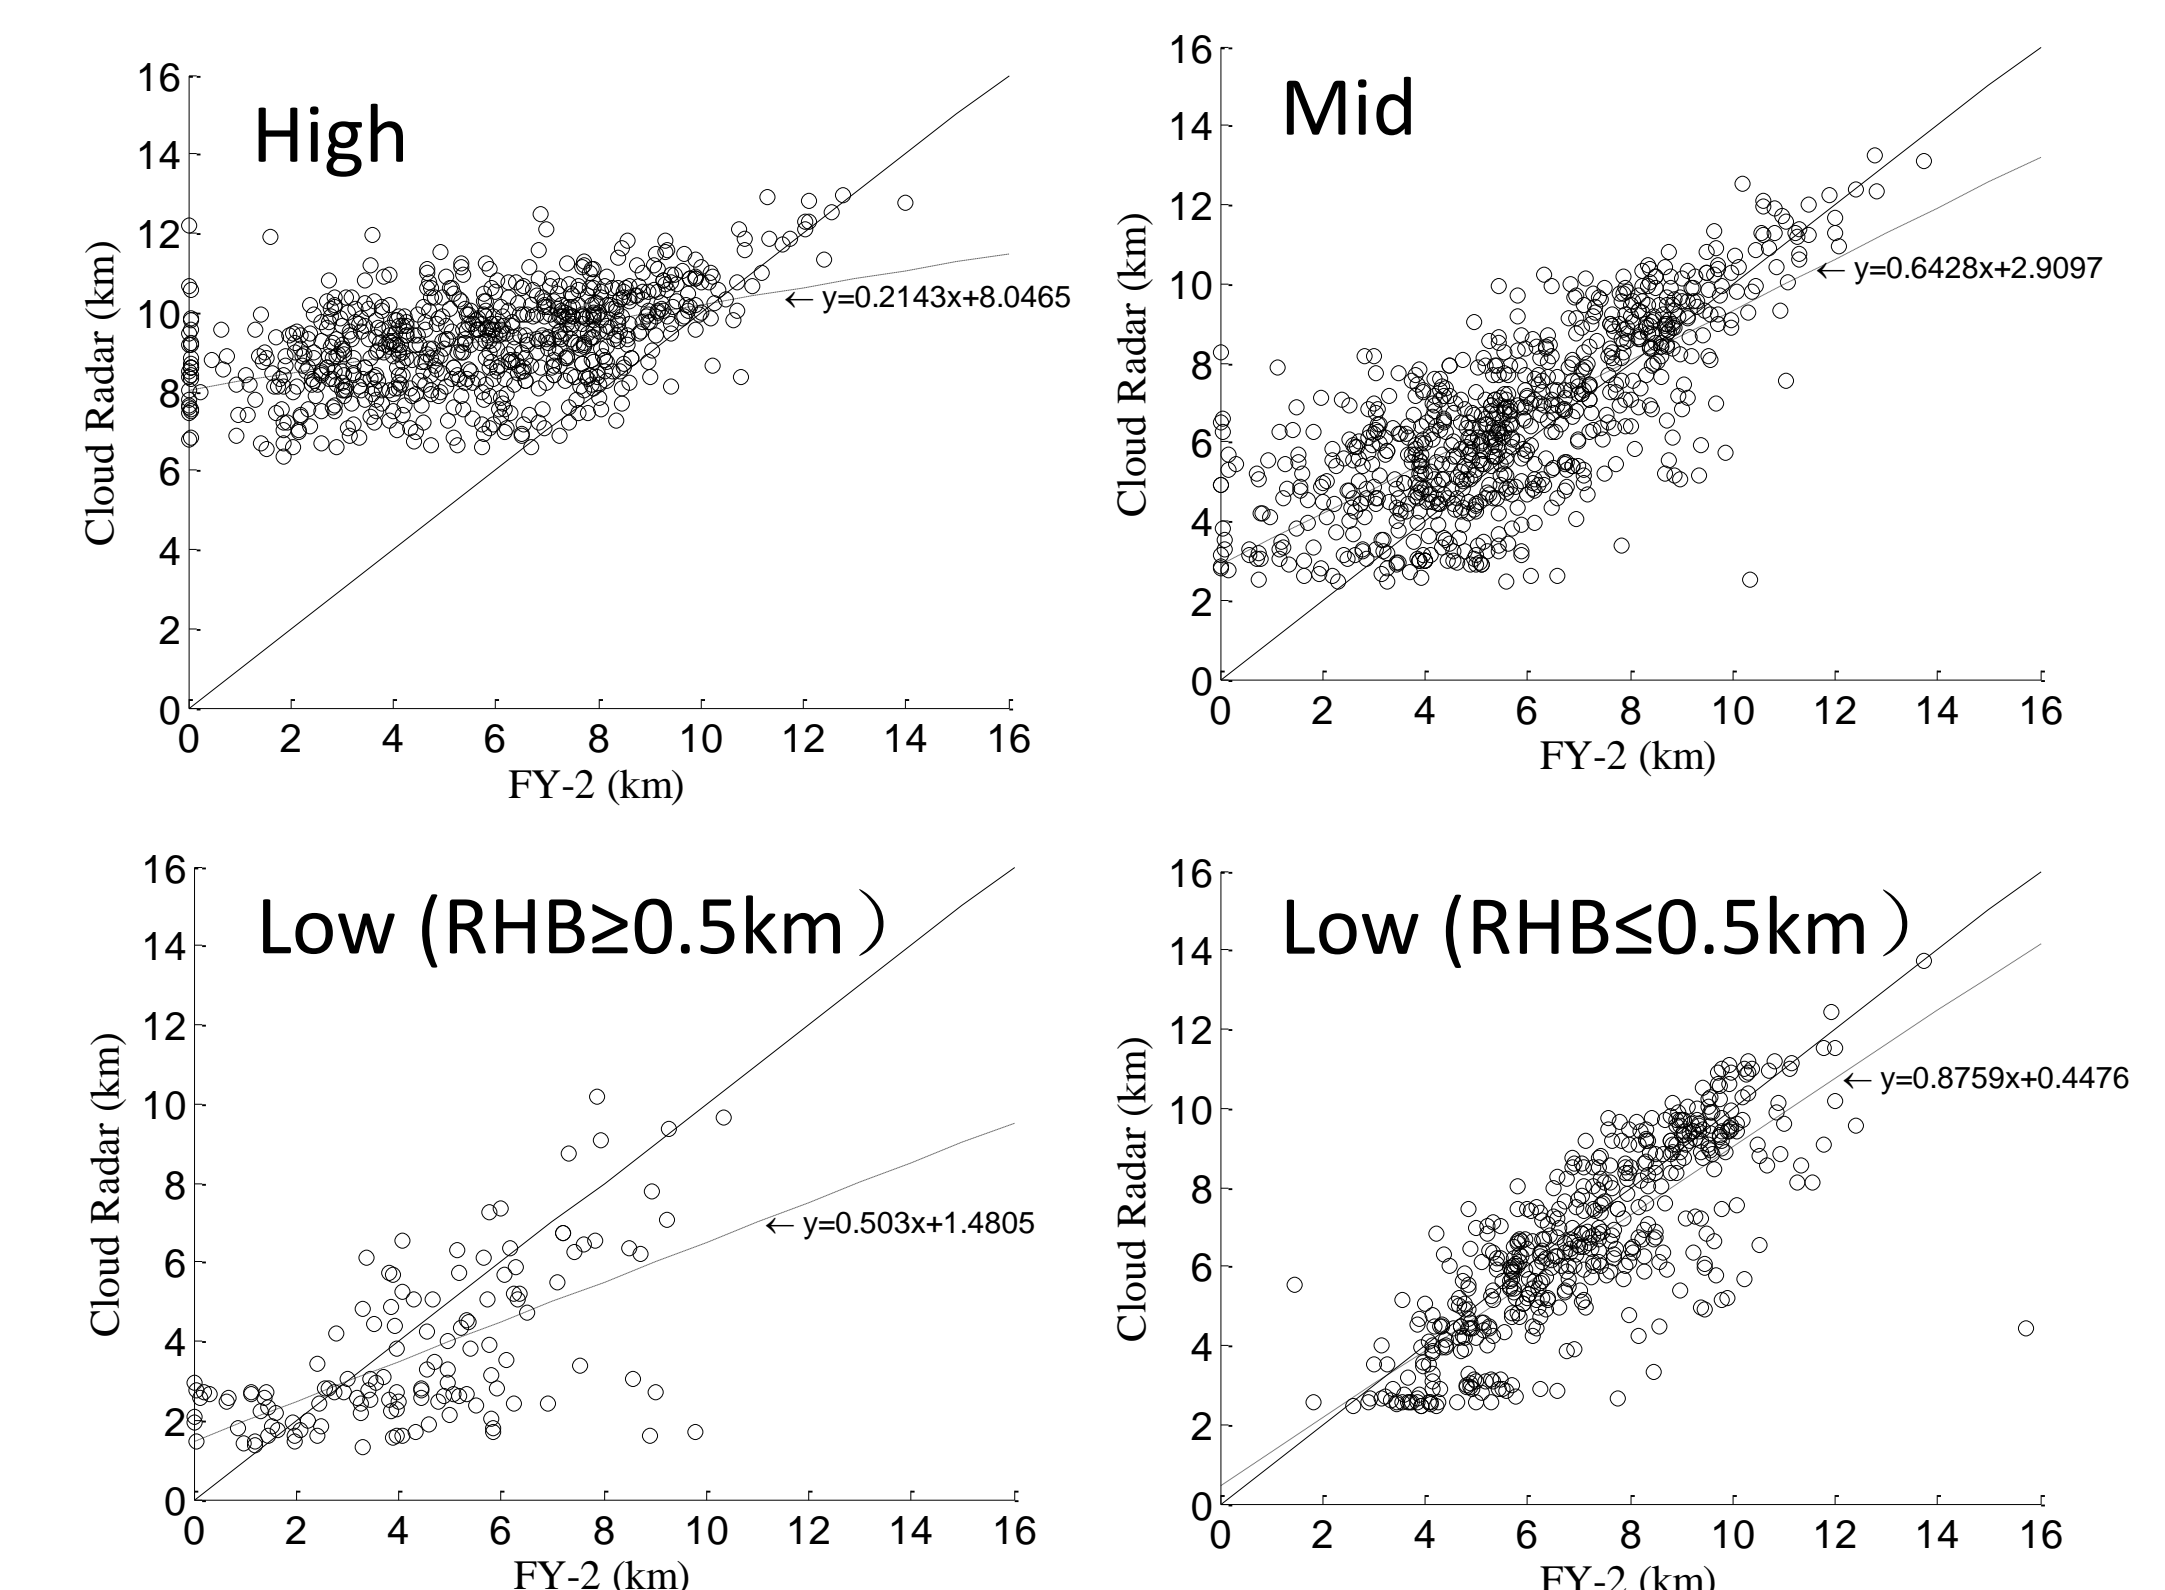 High
16
14
12
10
8
6
4
2
0
Cloud Radar (km)
← y=0.2143x+8.0465
0 2 4 6 8 10 12 14 16
FY-2 (km)
Mid
16
14
12
10
8
6
4
2
0
Cloud Radar (km)
← y=0.6428x+2.9097
0 2 4 6 8 10 12 14 16
FY-2 (km)
Low (RHB≥0.5km）
16
14
12
10
8
6
4
2
0
Cloud Radar (km)
← y=0.503x+1.4805
0 2 4 6 8 10 12 14 16
FY-2 (km)
Low (RHB≤0.5km）
16
14
12
10
8
6
4
2
0
Cloud Radar (km)
← y=0.8759x+0.4476
0 2 4 6 8 10 12 14 16
FY-2 (km)